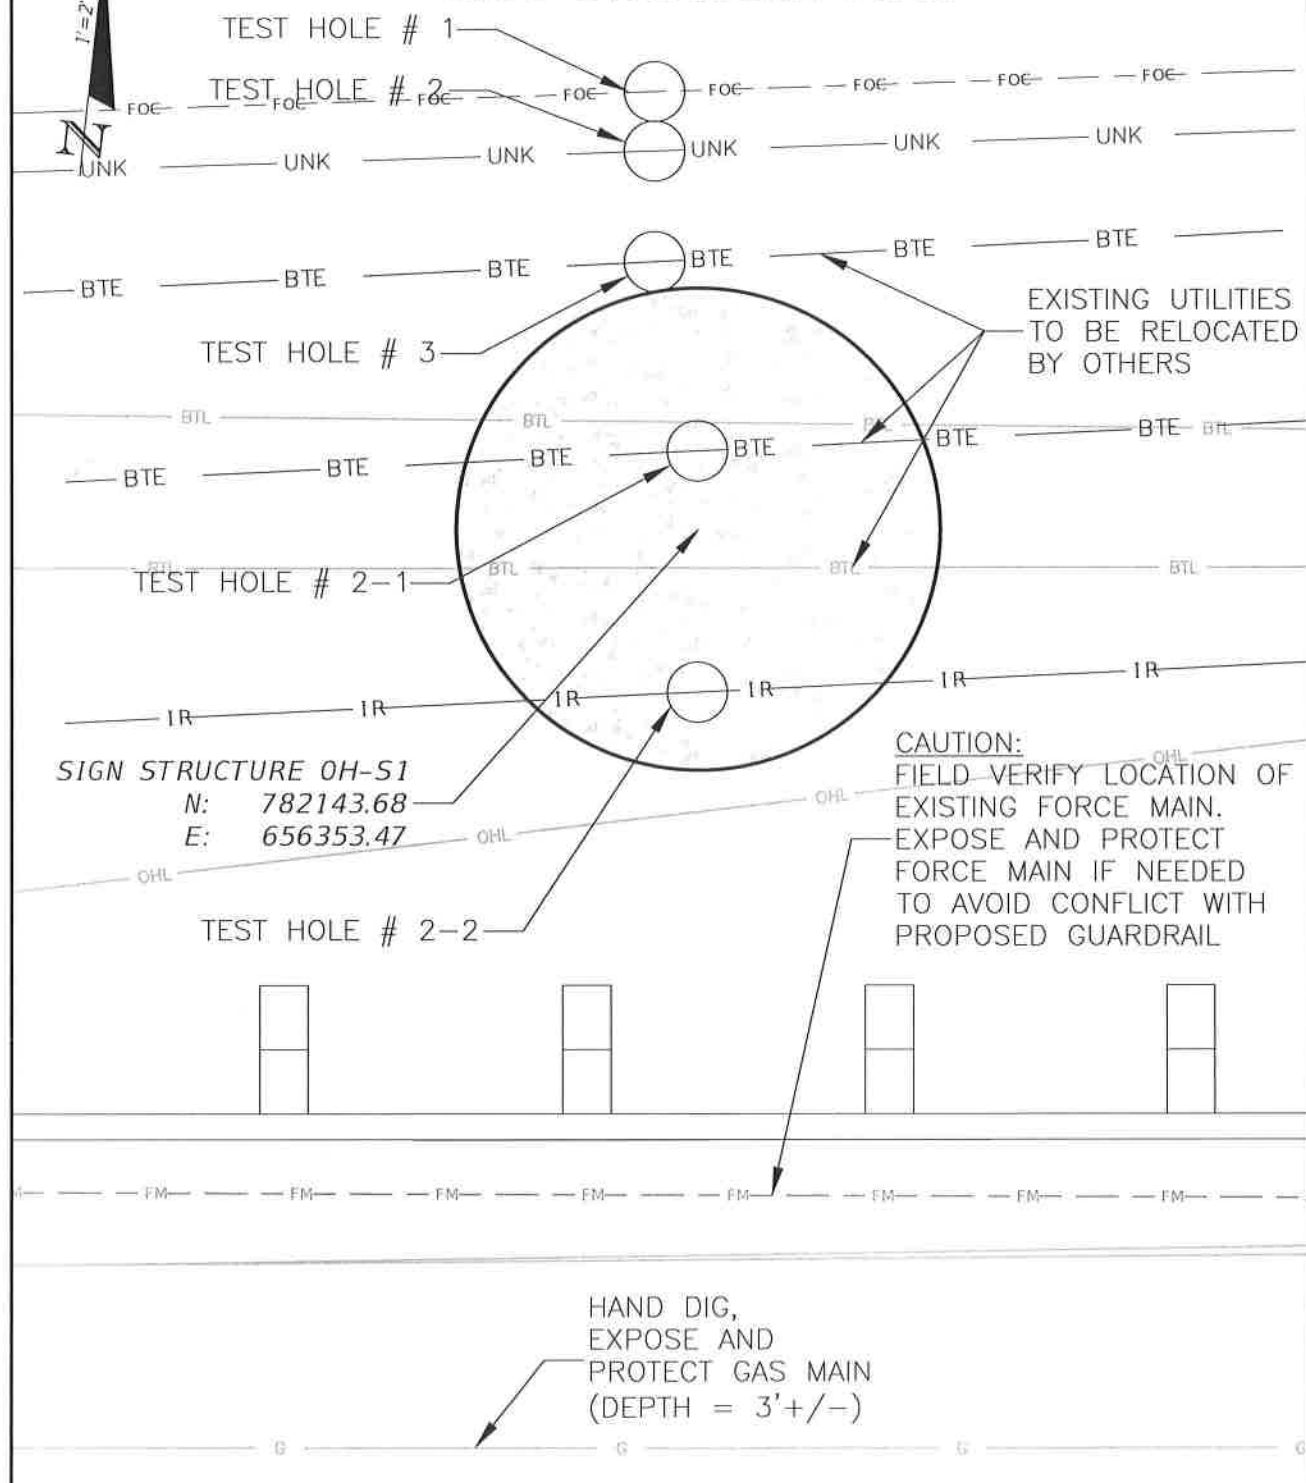 1'=2'
N
TEST HOLE # 1
TEST HOLE # 2
FOC FOC FOC FOC FOC FOC FOC FOC
UNK UNK UNK UNK UNK UNK
BTE BTE BTE BTE BTE BTE
EXISTING UTILITIES
TO BE RELOCATED
BY OTHERS
TEST HOLE # 3
BTL BTL BTL BTL
BTE BTE BTE BTE BTE BTE
BTL BTL BTL BTL
TEST HOLE # 2-1
IR IR IR IR IR IR
SIGN STRUCTURE OH-S1
N: 782143.68
E: 656353.47
OHL OHL OHL OHL
CAUTION:
FIELD VERIFY LOCATION OF
EXISTING FORCE MAIN.
EXPOSE AND PROTECT
FORCE MAIN IF NEEDED
TO AVOID CONFLICT WITH
PROPOSED GUARDRAIL
TEST HOLE # 2-2
FM FM FM FM FM FM FM FM
HAND DIG,
EXPOSE AND
PROTECT GAS MAIN
(DEPTH = 3'+/-)
G G G G